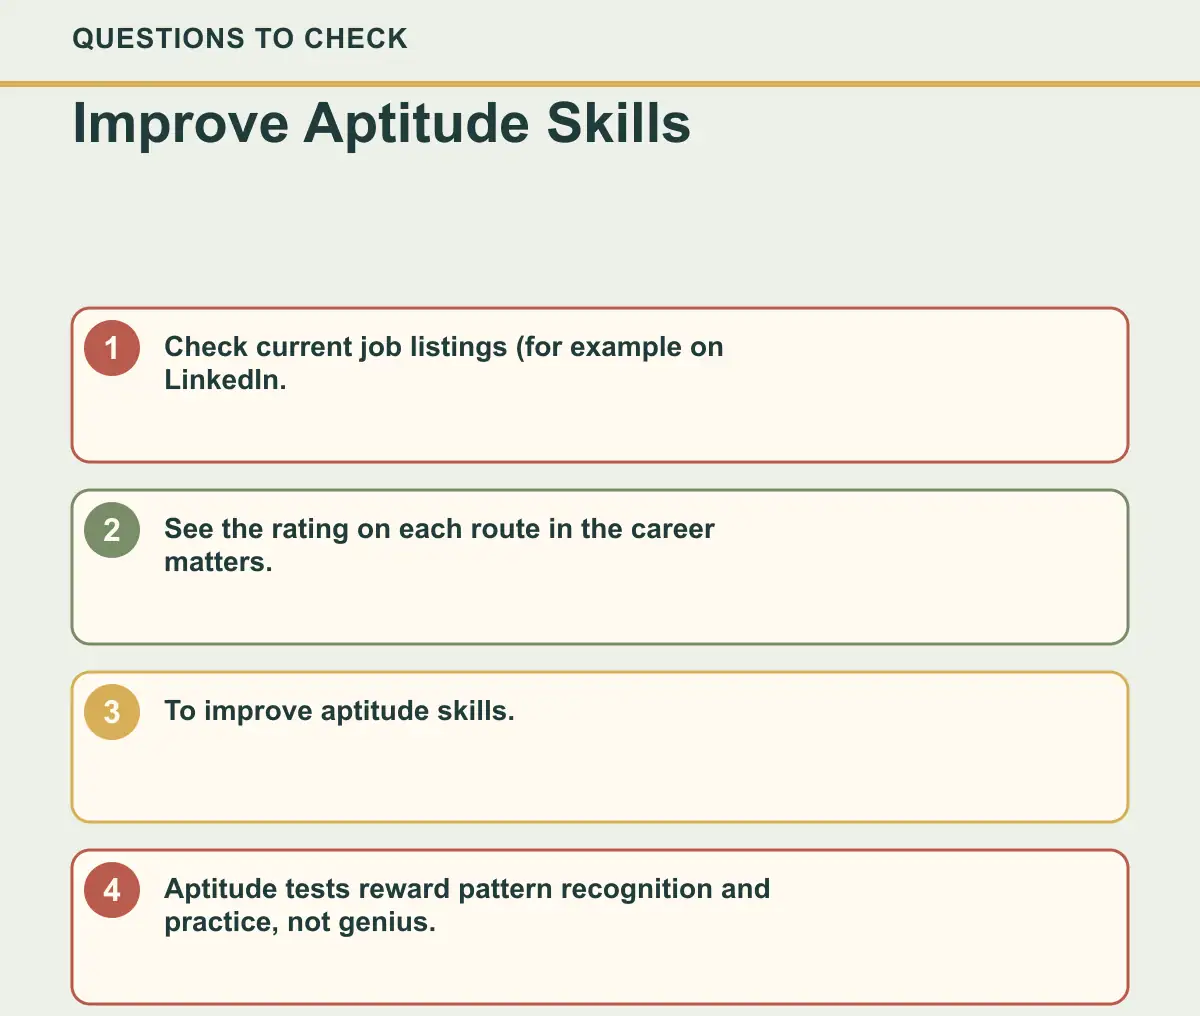 QUESTIONS TO CHECK
Improve Aptitude Skills
1
Check current job listings (for example on
LinkedIn.
2
See the rating on each route in the career
matters.
3
To improve aptitude skills.
4
Aptitude tests reward pattern recognition and
practice, not genius.